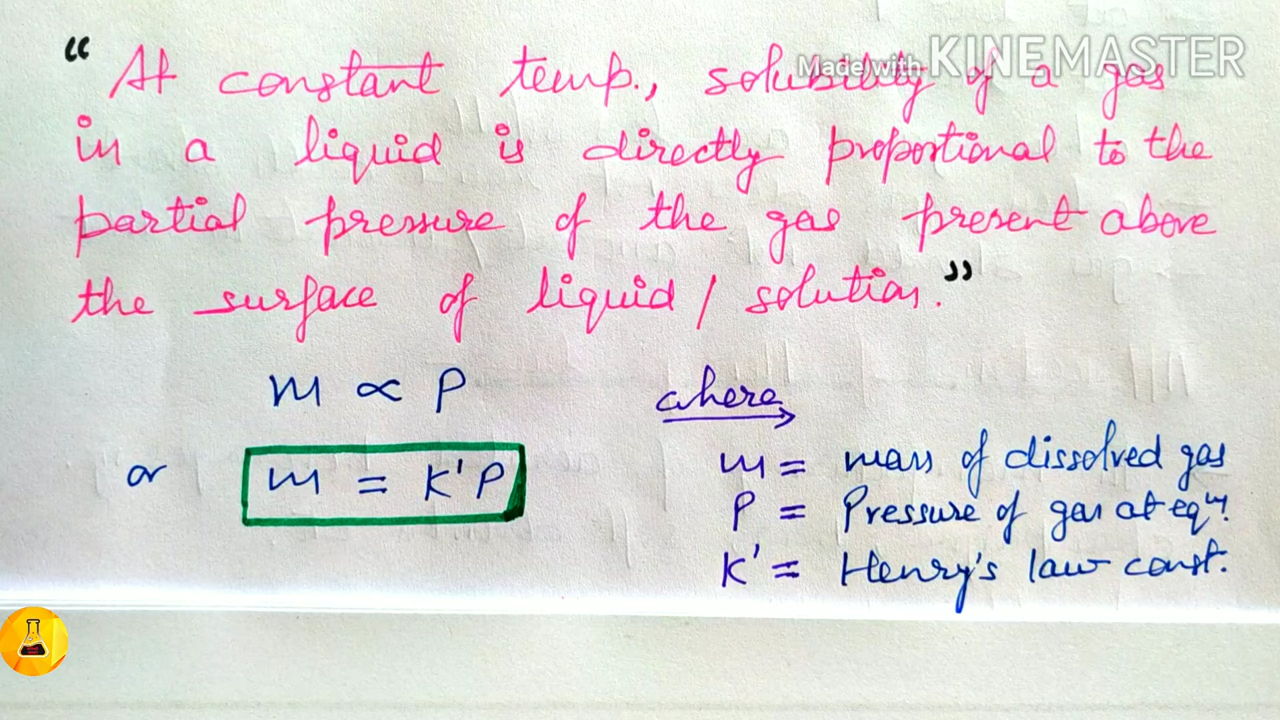 Made with KINEMASTER
“ At constant temp., solubility of a gas
in a liquid is directly proportional to the
partial pressure of the gas present above
the surface of liquid / solution.”
m ∝ P
where
or m = K'P
m = mass of dissolved gas
P = Pressure of gas at eqᵐ.
K' = Henry's law const.